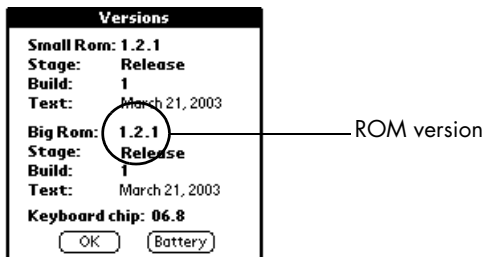 Versions
Small Rom: 1.2.1
Stage: Release
Build: 1
Text: March 21, 2003
Big Rom: 1.2.1
Stage: Release
Build: 1
Text: March 21, 2003
Keyboard chip: 06.8
OK Battery
ROM version